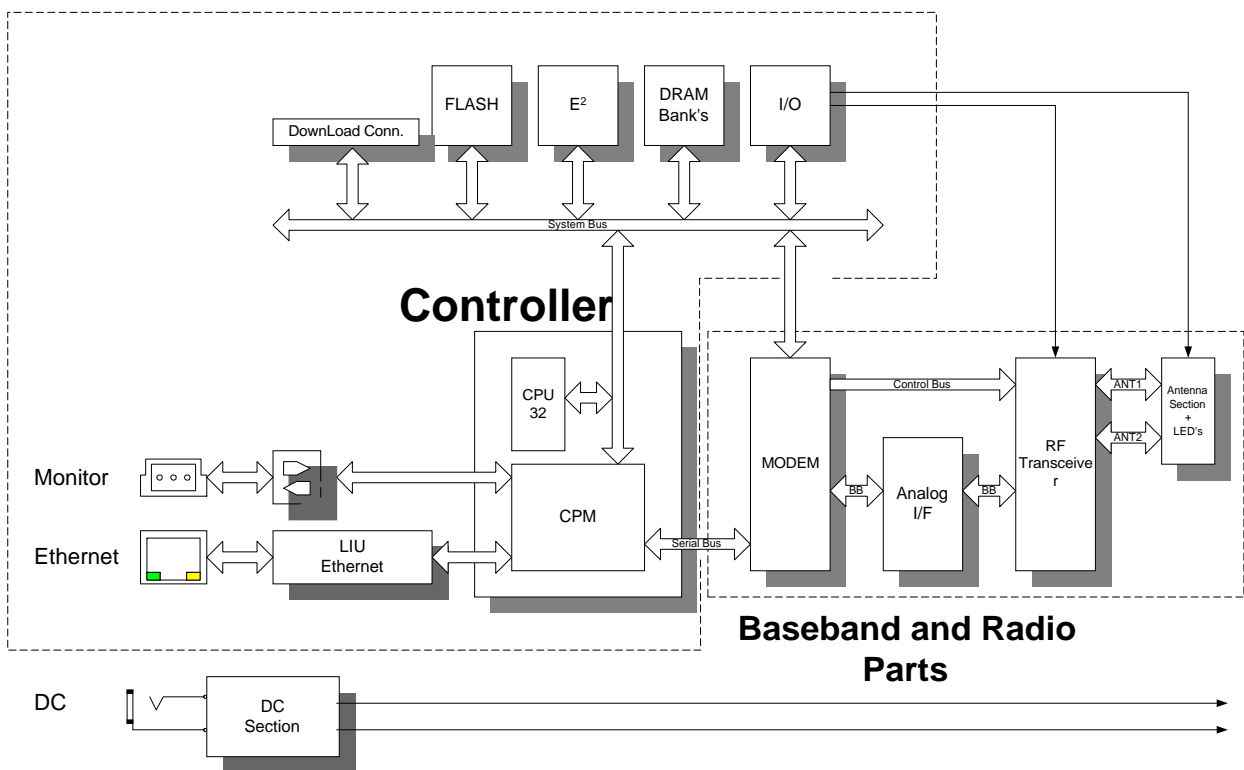 FLASH
E²
DRAM
Bank's
I/O
DownLoad Conn.
System Bus
Controller
CPU
32
CPM
Monitor
Ethernet
LIU
Ethernet
Serial Bus
MODEM
Control Bus
BB
Analog
I/F
BB
RF
Transceive
r
ANT1
ANT2
Antenna
Section
+
LED's
Baseband and Radio
Parts
DC
DC
Section